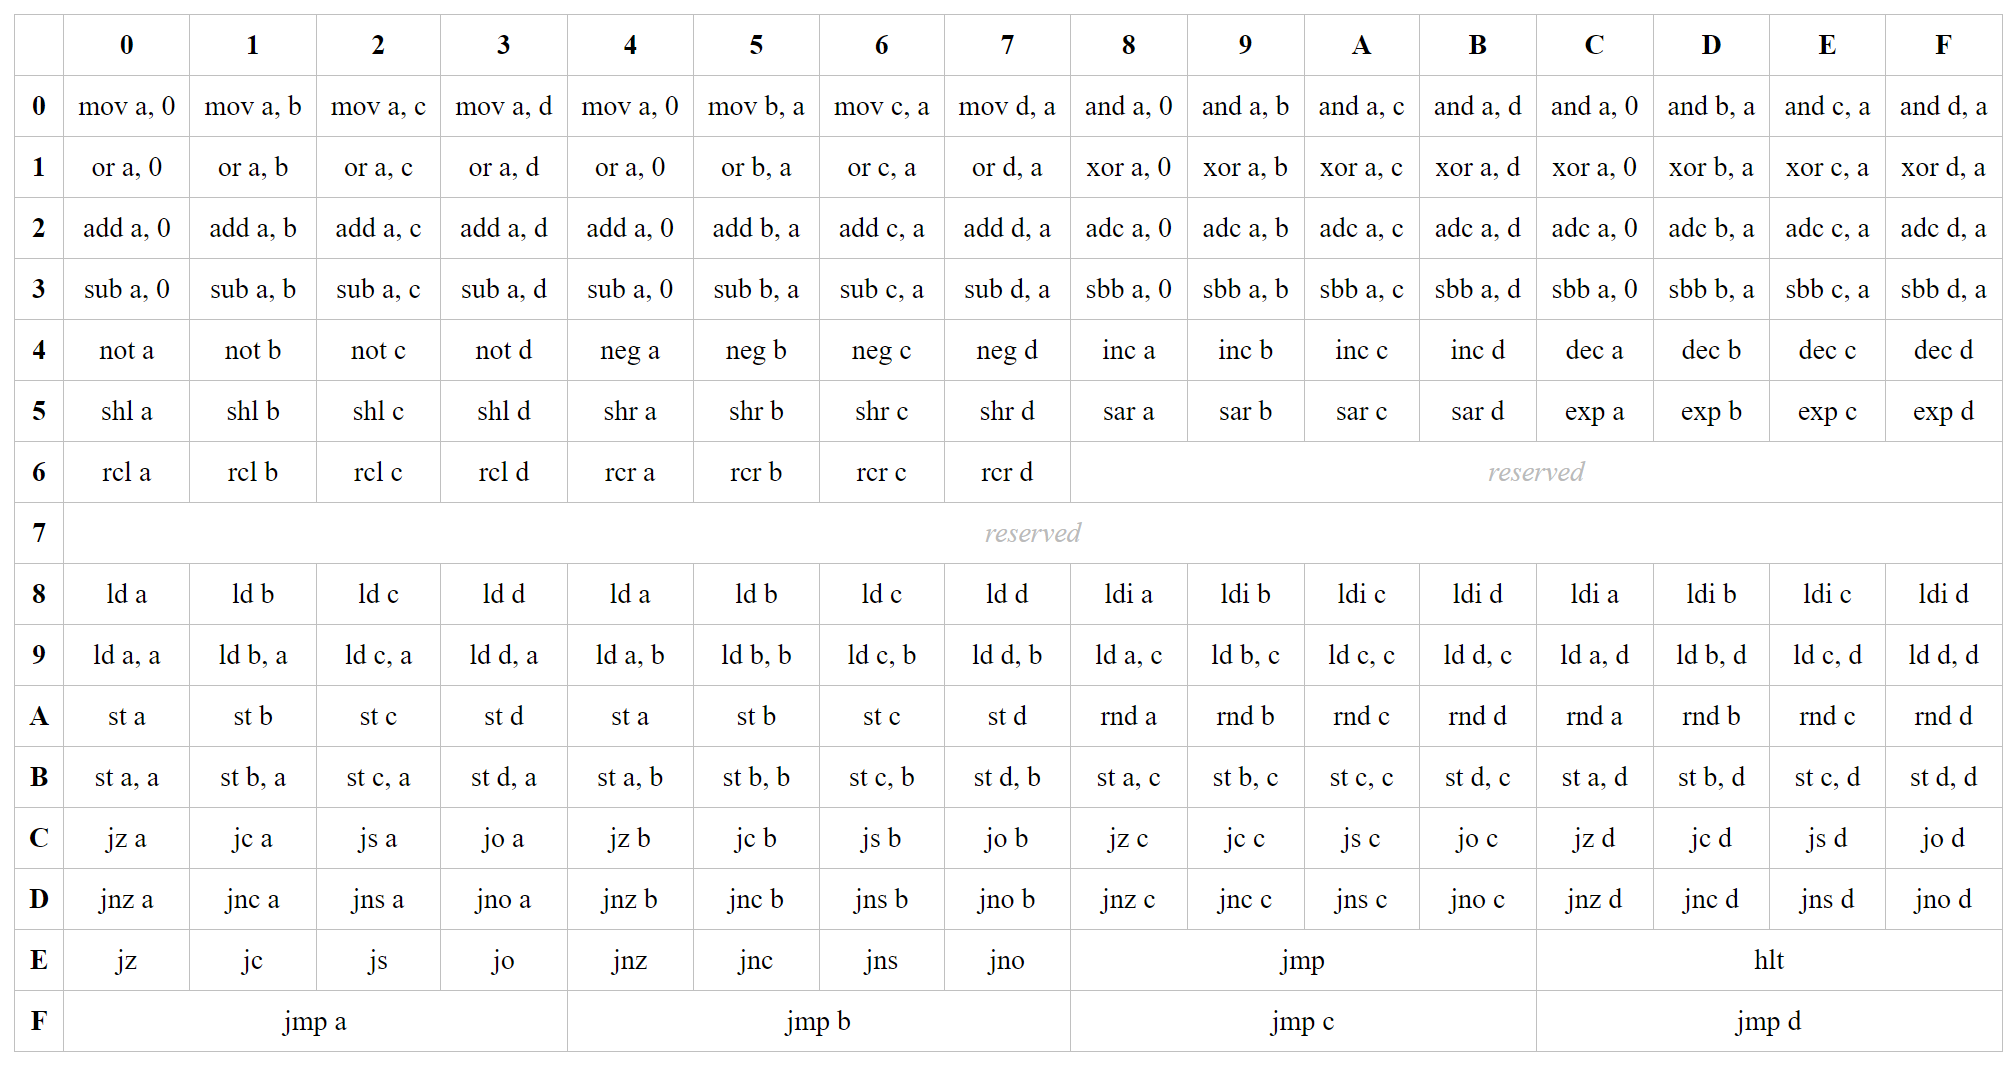 0 1 2 3 4 5 6 7 8 9 A B C D E F
0 mov a, 0 mov a, b mov a, c mov a, d mov a, 0 mov b, a mov c, a mov d, a and a, 0 and a, b and a, c and a, d and a, 0 and b, a and c, a and d, a
1 or a, 0 or a, b or a, c or a, d or a, 0 or b, a or c, a or d, a xor a, 0 xor a, b xor a, c xor a, d xor a, 0 xor b, a xor c, a xor d, a
2 add a, 0 add a, b add a, c add a, d add a, 0 add b, a add c, a add d, a adc a, 0 adc a, b adc a, c adc a, d adc a, 0 adc b, a adc c, a adc d, a
3 sub a, 0 sub a, b sub a, c sub a, d sub a, 0 sub b, a sub c, a sub d, a sbb a, 0 sbb a, b sbb a, c sbb a, d sbb a, 0 sbb b, a sbb c, a sbb d, a
4 not a not b not c not d neg a neg b neg c neg d inc a inc b inc c inc d dec a dec b dec c dec d
5 shl a shl b shl c shl d shr a shr b shr c shr d sar a sar b sar c sar d exp a exp b exp c exp d
6 rcl a rcl b rcl c rcl d rcr a rcr b rcr c rcr d reserved
7 reserved
8 ld a ld b ld c ld d ld a ld b ld c ld d ldi a ldi b ldi c ldi d ldi a ldi b ldi c ldi d
9 ld a, a ld b, a ld c, a ld d, a ld a, b ld b, b ld c, b ld d, b ld a, c ld b, c ld c, c ld d, c ld a, d ld b, d ld c, d ld d, d
A st a st b st c st d st a st b st c st d rnd a rnd b rnd c rnd d rnd a rnd b rnd c rnd d
B st a, a st b, a st c, a st d, a st a, b st b, b st c, b st d, b st a, c st b, c st c, c st d, c st a, d st b, d st c, d st d, d
C jz a jc a js a jo a jz b jc b js b jo b jz c jc c js c jo c jz d jc d js d jo d
D jnz a jnc a jns a jno a jnz b jnc b jns b jno b jnz c jnc c jns c jno c jnz d jnc d jns d jno d
E jz jc js jo jnz jnc jns jno jmp hlt
F jmp a jmp b jmp c jmp d